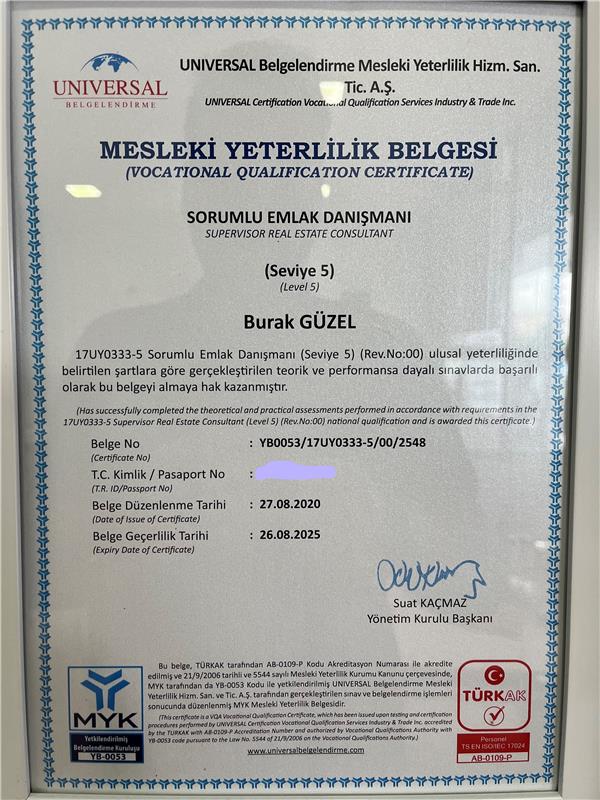 UNIVERSAL
BELGELENDİRME
UNIVERSAL Belgelendirme Mesleki Yeterlilik Hizm. San.
Tic. A.Ş.
UNIVERSAL Certification Vocational Qualification Services Industry & Trade Inc.
MESLEKİ YETERLİLİK BELGESİ
(VOCATIONAL QUALIFICATION CERTIFICATE)
SORUMLU EMLAK DANIŞMANI
SUPERVISOR REAL ESTATE CONSULTANT
(Seviye 5)
(Level 5)
Burak GÜZEL
17UY0333-5 Sorumlu Emlak Danışmanı (Seviye 5) (Rev.No:00) ulusal yeterliliğinde
belirtilen şartlara göre gerçekleştirilen teorik ve performansa dayalı sınavlarda başarılı
olarak bu belgeyi almaya hak kazanmıştır.
(Has successfully completed the theoretical and practical assessments performed in accordance with requirements in the
17UY0333-5 Supervisor Real Estate Consultant (Level 5) (Rev.No:00) national qualification and is awarded this certificate.)
Belge No : YB0053/17UY0333-5/00/2548
(Certificate No)
T.C. Kimlik / Pasaport No :
(T.R. ID/Passport No)
Belge Düzenlenme Tarihi : 27.08.2020
(Date of Issue of Certificate)
Belge Geçerlilik Tarihi : 26.08.2025
(Expiry Date of Certificate)
Suat KAÇMAZ
Yönetim Kurulu Başkanı
Bu belge, TÜRKAK tarafından AB-0109-P Kodu Akreditasyon Numarası ile akredite
edilmiş ve 21/9/2006 tarihli ve 5544 sayılı Mesleki Yeterlilik Kurumu Kanunu çerçevesinde,
MYK tarafından da YB-0053 Kodu ile yetkilendirilmiş UNIVERSAL Belgelendirme Mesleki
Yeterlilik Hizm. San. ve Tic. A.Ş. tarafından gerçekleştirilen sınav ve belgelendirme işlemleri
sonucunda düzenlenmiş MYK Mesleki Yeterlilik Belgesidir.
(This certificate is a VQA Vocational Qualification Certificate, which has been issued upon testing and certification
procedures performed by UNIVERSAL Certification Vocational Qualification Services Industry & Trade Inc. accredited
by the TURKAK with AB-0109-P Accreditation Number and authorized by Vocational Qualifications Authority with
YB-0053 code pursuant to the Law No. 5544 of 21/9/2006 on the Vocational Qualifications Authority.)
www.universalbelgelendirme.com
MYK
Yetkilendirilmiş
Belgelendirme Kuruluşu
YB-0053
TÜRKAK
Personel
TS EN ISO/IEC 17024
AB-0109-P